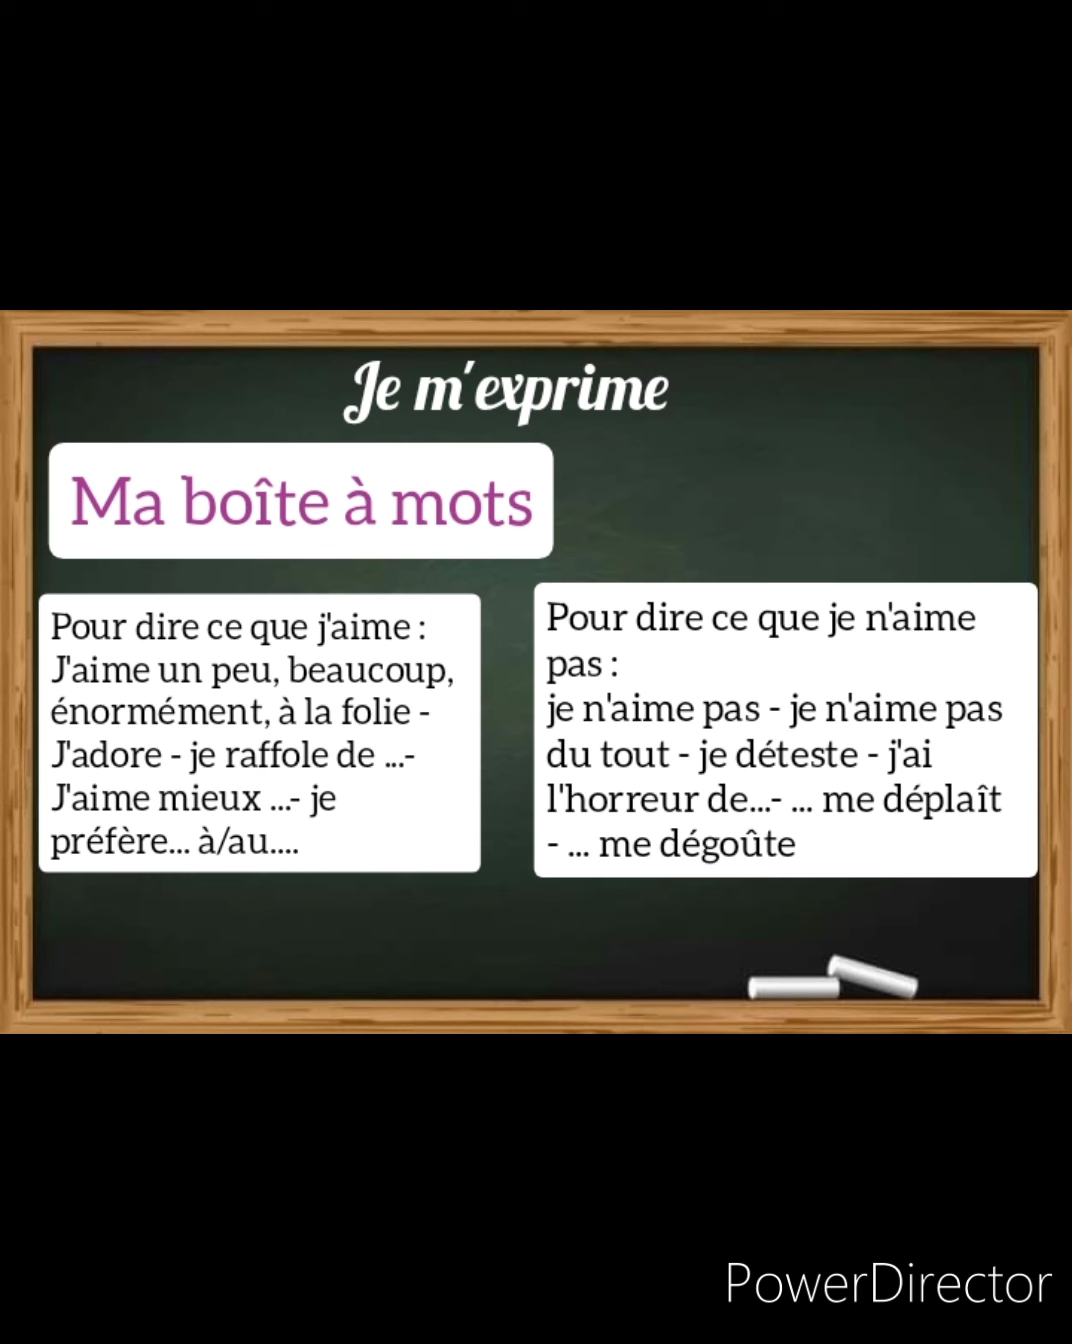 Je m'exprime
Ma boîte à mots
Pour dire ce que j'aime :
J'aime un peu, beaucoup,
énormément, à la folie -
J'adore - je raffole de ...-
J'aime mieux ...- je
préfère... à/au....
Pour dire ce que je n'aime
pas :
je n'aime pas - je n'aime pas
du tout - je déteste - j'ai
l'horreur de...- ... me déplaît
- ... me dégoûte
PowerDirector